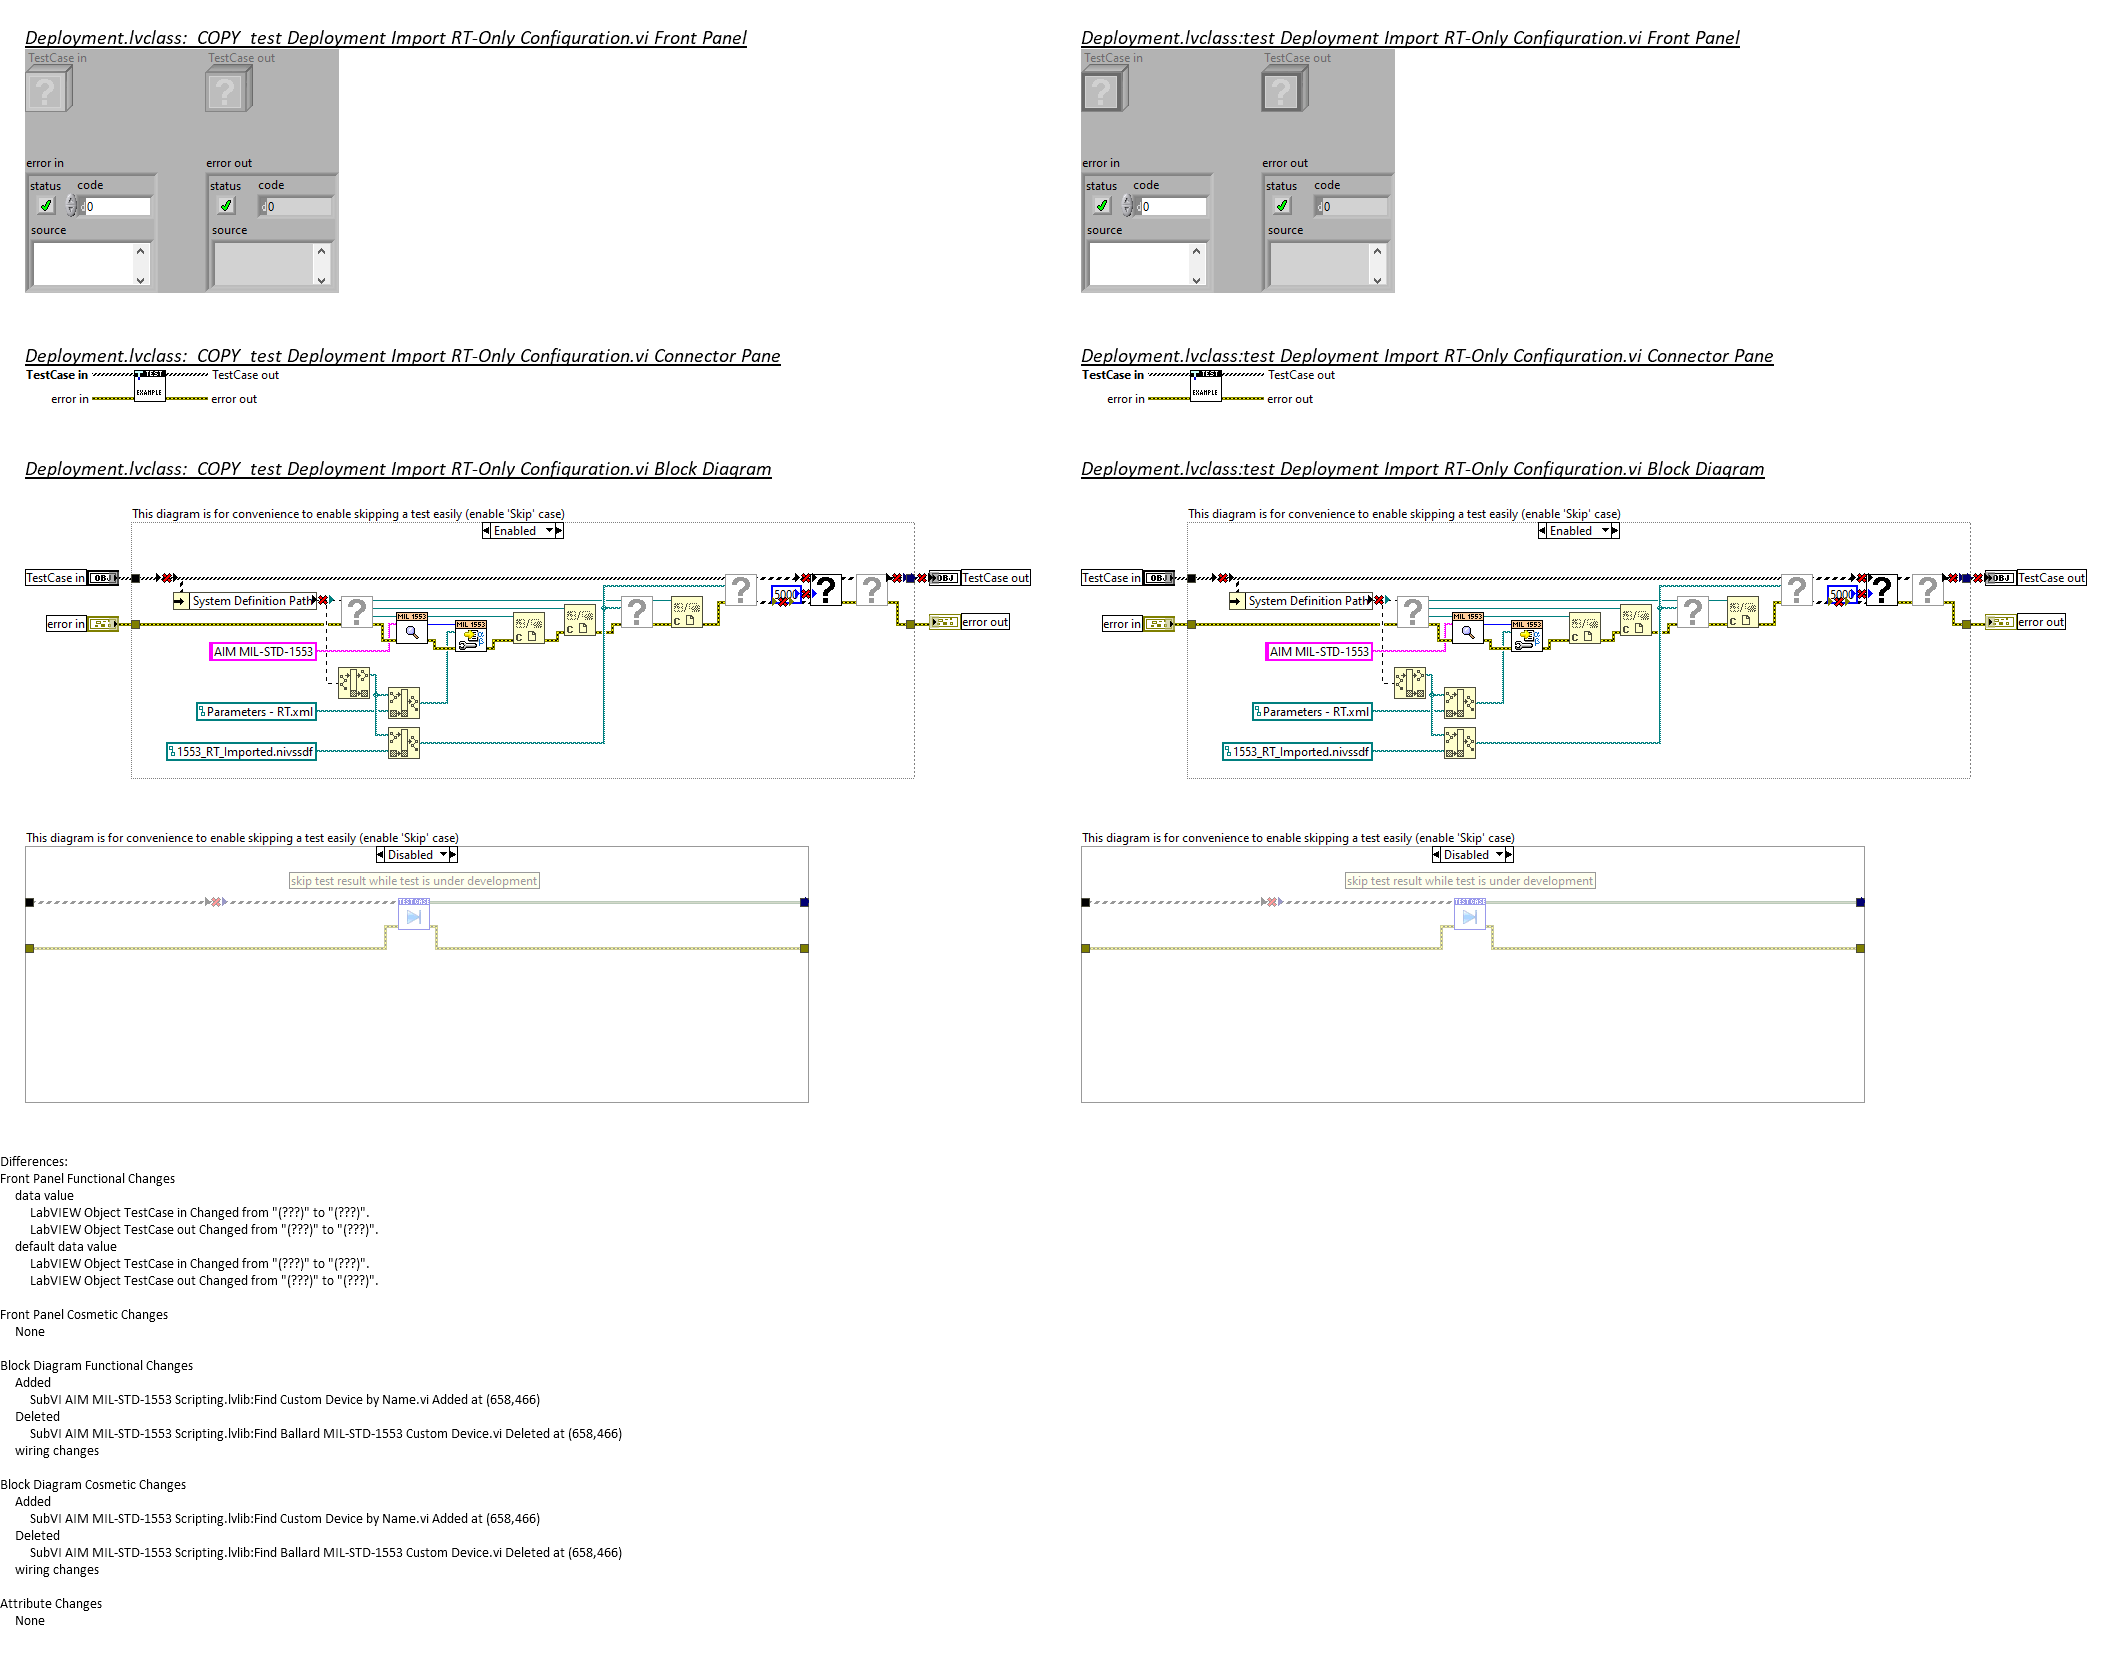 Deployment.lvclass:_COPY_test Deployment Import RT-Only Configuration.vi Front Panel
TestCase in
TestCase out
error in
error out
status
code
status
code
0
0
source
source
Deployment.lvclass:_COPY_test Deployment Import RT-Only Configuration.vi Connector Pane
TestCase in
TEST
TestCase out
error in
EXAMPLE
error out
Deployment.lvclass:_COPY_test Deployment Import RT-Only Configuration.vi Block Diagram
This diagram is for convenience to enable skipping a test easily (enable 'Skip' case)
Enabled
TestCase in
OBJ
OBJ
TestCase out
System Definition Path
5000
error in
MIL 1553
MIL 1553
error out
AIM MIL-STD-1553
Parameters - RT.xml
1553_RT_Imported.nivssdf
This diagram is for convenience to enable skipping a test easily (enable 'Skip' case)
Disabled
skip test result while test is under development
TEST CASE
Deployment.lvclass:test Deployment Import RT-Only Configuration.vi Front Panel
TestCase in
TestCase out
error in
error out
status
code
status
code
0
0
source
source
Deployment.lvclass:test Deployment Import RT-Only Configuration.vi Connector Pane
TestCase in
TEST
TestCase out
error in
EXAMPLE
error out
Deployment.lvclass:test Deployment Import RT-Only Configuration.vi Block Diagram
This diagram is for convenience to enable skipping a test easily (enable 'Skip' case)
Enabled
TestCase in
OBJ
OBJ
TestCase out
System Definition Path
5000
error in
MIL 1553
MIL 1553
error out
AIM MIL-STD-1553
Parameters - RT.xml
1553_RT_Imported.nivssdf
This diagram is for convenience to enable skipping a test easily (enable 'Skip' case)
Disabled
skip test result while test is under development
TEST CASE
Differences:
Front Panel Functional Changes
data value
LabVIEW Object TestCase in Changed from "(???)" to "(???)".
LabVIEW Object TestCase out Changed from "(???)" to "(???)".
default data value
LabVIEW Object TestCase in Changed from "(???)" to "(???)".
LabVIEW Object TestCase out Changed from "(???)" to "(???)".
Front Panel Cosmetic Changes
None
Block Diagram Functional Changes
Added
SubVI AIM MIL-STD-1553 Scripting.lvlib:Find Custom Device by Name.vi Added at (658,466)
Deleted
SubVI AIM MIL-STD-1553 Scripting.lvlib:Find Ballard MIL-STD-1553 Custom Device.vi Deleted at (658,466)
wiring changes
Block Diagram Cosmetic Changes
Added
SubVI AIM MIL-STD-1553 Scripting.lvlib:Find Custom Device by Name.vi Added at (658,466)
Deleted
SubVI AIM MIL-STD-1553 Scripting.lvlib:Find Ballard MIL-STD-1553 Custom Device.vi Deleted at (658,466)
wiring changes
Attribute Changes
None